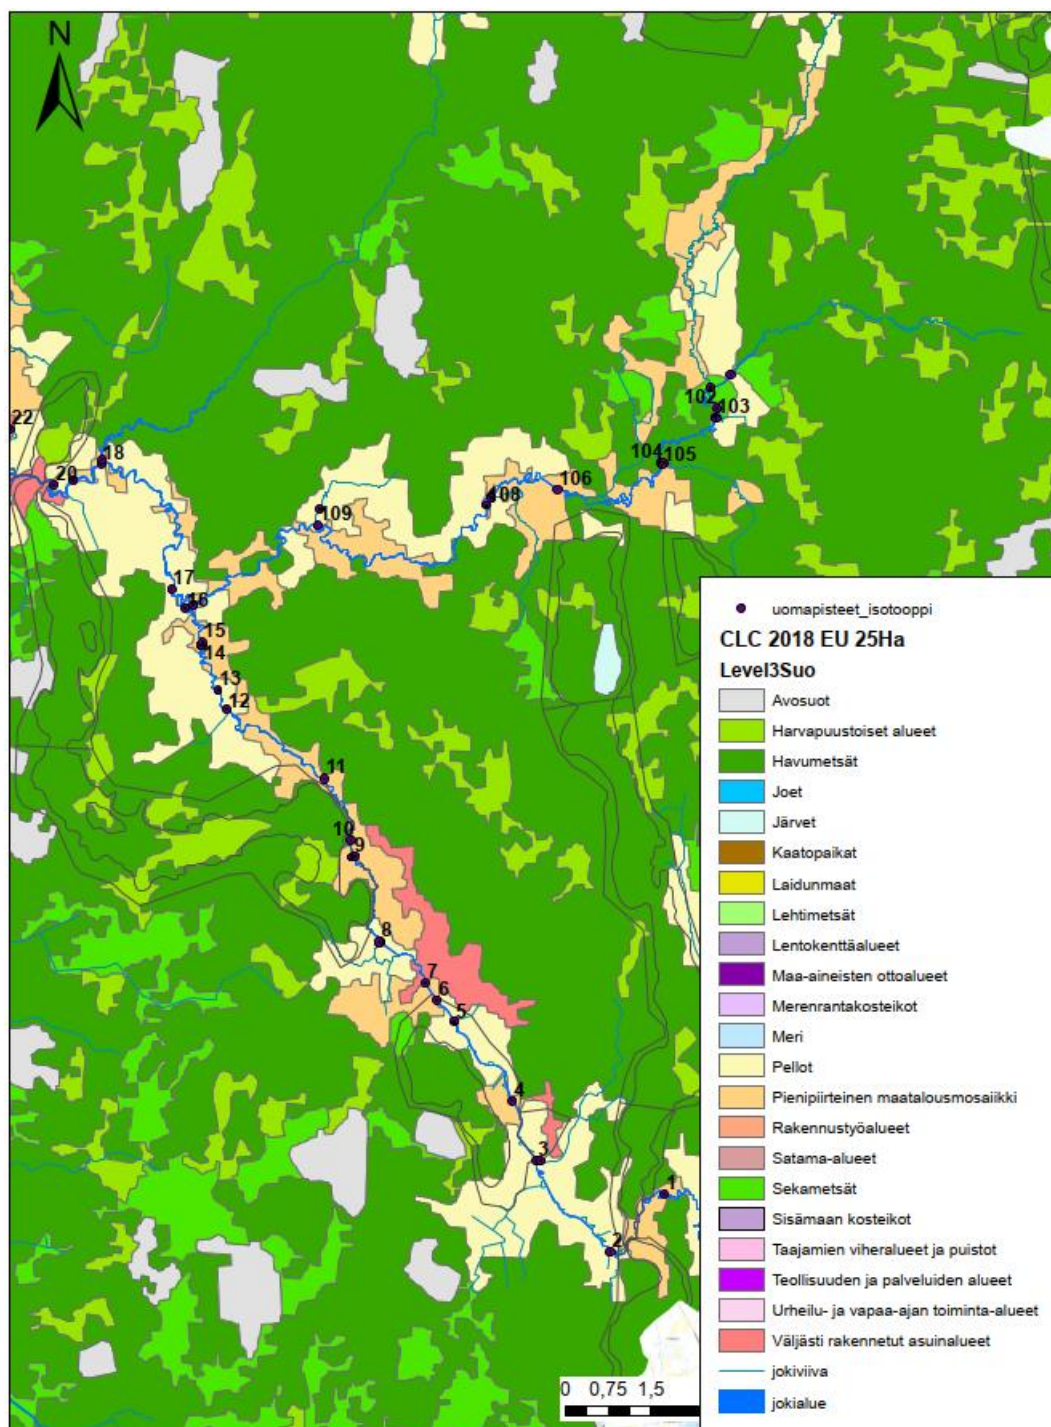 N
22
20
18
17
16
15
14
13
12
11
10
9
8
7
6
5
4
3
2
1
102
103
104
105
106
108
109
uomapisteet_isotooppi
CLC 2018 EU 25Ha
Level3Suo
Avosuot
Harvapuustoiset alueet
Havumetsät
Joet
Järvet
Kaatopaikat
Laidunmaat
Lehtimetsät
Lentokenttäalueet
Maa-aineisten ottoalueet
Merenrantakosteikot
Meri
Pellot
Pienipiirteinen maatalousmosaiikki
Rakennustyöalueet
Satama-alueet
Sekametsät
Sisämaan kosteikot
Taajamien viheralueet ja puistot
Teollisuuden ja palveluiden alueet
Urheilu- ja vapaa-ajan toiminta-alueet
Väljästi rakennetut asuinalueet
jokiviiva
jokialue
0 0,75 1,5